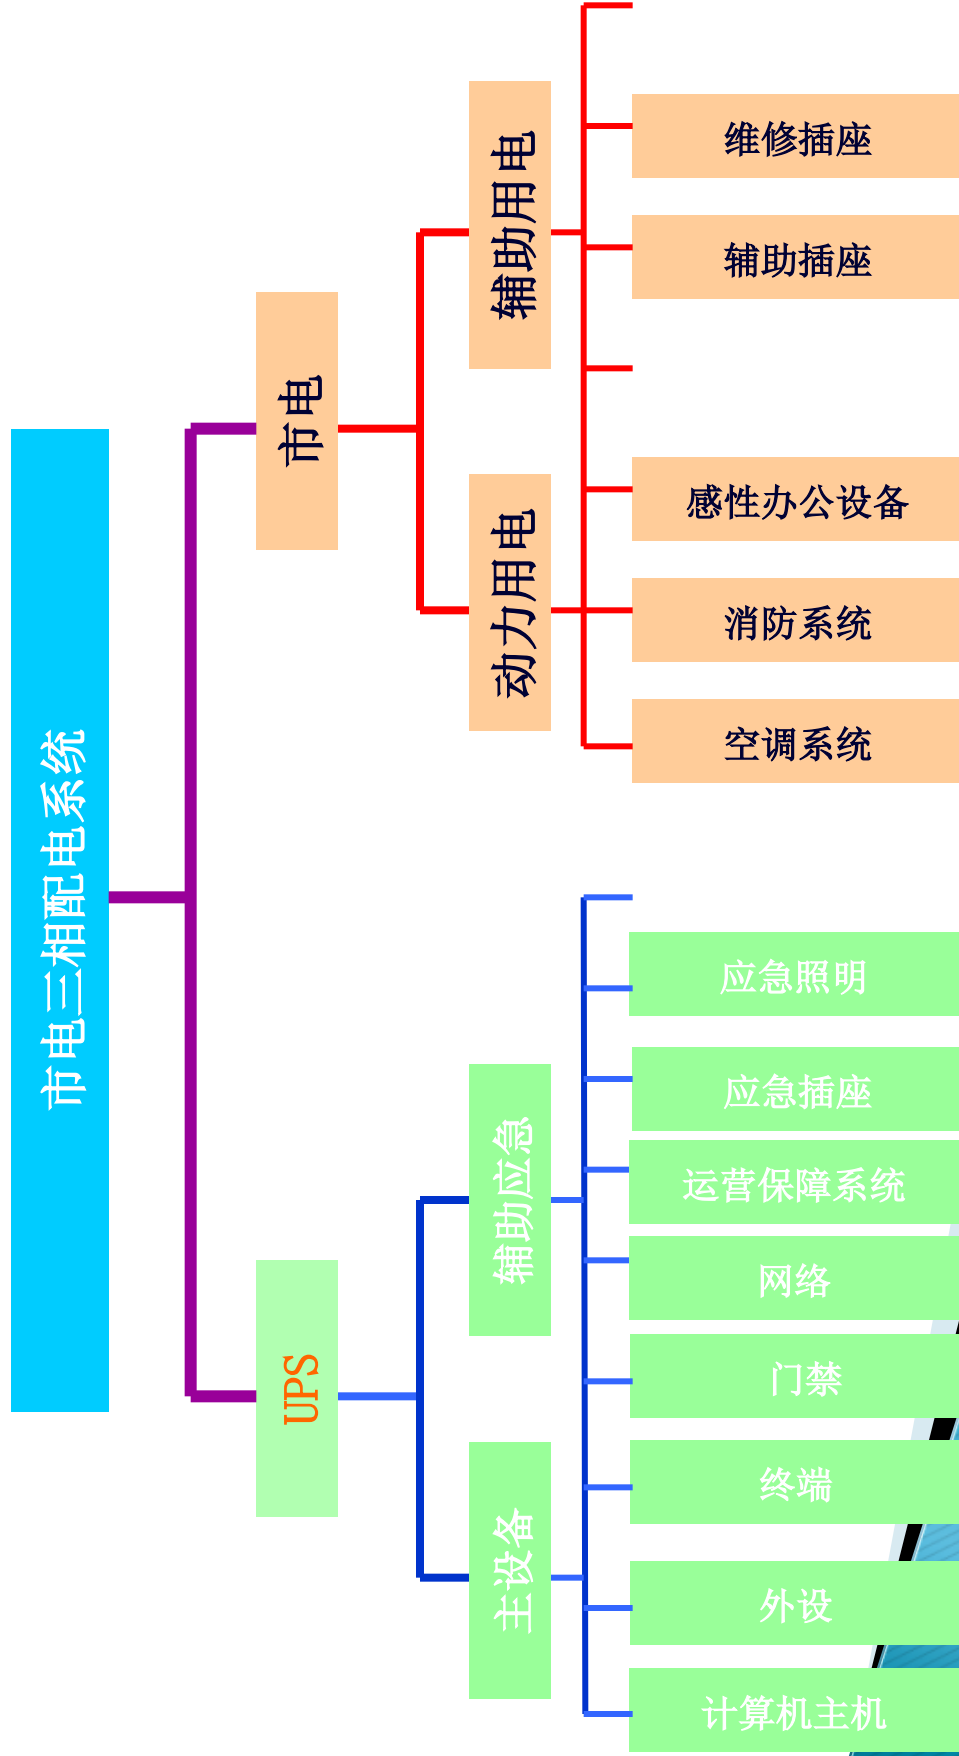 市电三相配电系统
市电
辅助用电
动力用电
维修插座
辅助插座
感性办公设备
消防系统
空调系统
UPS
辅助应急
主设备
应急照明
应急插座
运营保障系统
网络
门禁
终端
外设
计算机主机